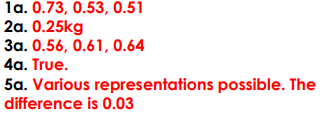 1a. 0.73, 0.53, 0.51
2a. 0.25kg
3a. 0.56, 0.61, 0.64
4a. True.
5a. Various representations possible. The
difference is 0.03